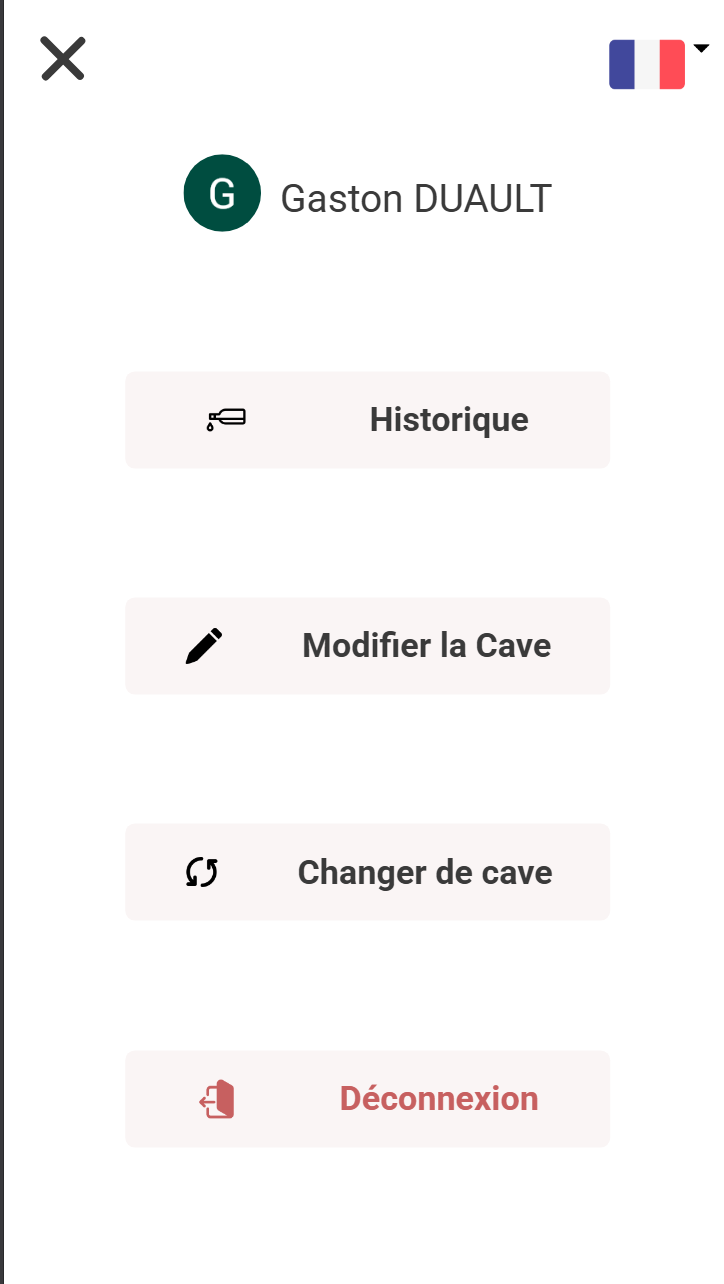 G Gaston DUAULT
Historique
Modifier la Cave
Changer de cave
Déconnexion